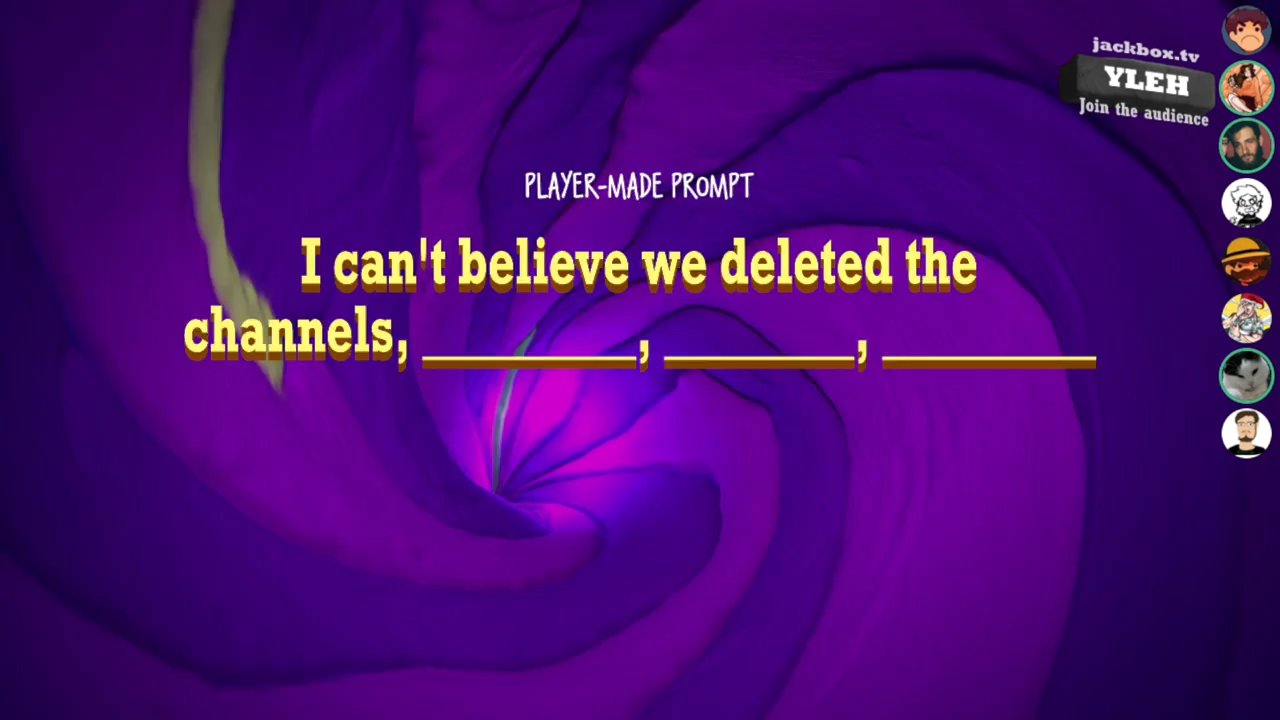 jackbox.tv
YLEH
Join the audience
PLAYER-MADE PROMPT
I can't believe we deleted the
channels, ________, ________, ________